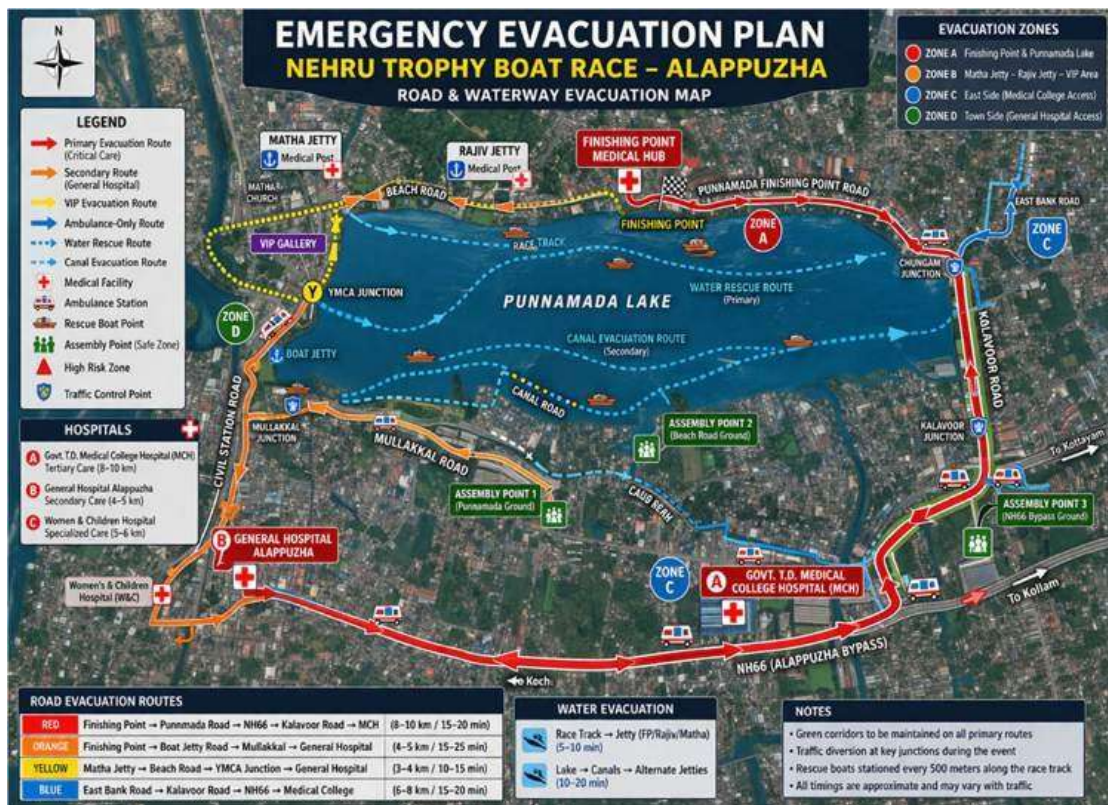 N
EMERGENCY EVACUATION PLAN
NEHRU TROPHY BOAT RACE – ALAPPUZHA
ROAD & WATERWAY EVACUATION MAP
EVACUATION ZONES
ZONE A Finishing Point & Punnamada Lake
ZONE B Matha Jetty – Rajiv Jetty – VIP Area
ZONE C East Side (Medical College Access)
ZONE D Town Side (General Hospital Access)
LEGEND
Primary Evacuation Route
(Critical Care)
Secondary Route
(General Hospital)
VIP Evacuation Route
Ambulance-Only Route
Water Rescue Route
Canal Evacuation Route
Medical Facility
Ambulance Station
Rescue Boat Point
Assembly Point (Safe Zone)
High Risk Zone
Traffic Control Point
MATHA JETTY
Medical Post
RAJIV JETTY
Medical Post
FINISHING POINT
MEDICAL HUB
MATHAR
CHURCH
BEACH ROAD
PUNNAMADA FINISHING POINT ROAD
FINISHING POINT
ZONE
A
EAST BANK ROAD
ZONE
C
CHUNGAM
JUNCTION
VIP GALLERY
RACE TRACK
Y
YMCA JUNCTION
PUNNAMADA LAKE
WATER RESCUE ROUTE
(Primary)
ZONE
D
BOAT JETTY
CANAL EVACUATION ROUTE
(Secondary)
KOLAVOOR ROAD
CANAL ROAD
MULLAKKAL
JUNCTION
MULLAKKAL ROAD
CIVIL STATION ROAD
ASSEMBLY POINT 2
(Beach Road Ground)
KALAVOOR
JUNCTION
To Kottayam
HOSPITALS
A Govt. T.D. Medical College Hospital (MCH)
Tertiary Care (8–10 km)
B General Hospital Alappuzha
Secondary Care (4–5 km)
C Women & Children Hospital
Specialized Care (5–6 km)
ASSEMBLY POINT 1
(Punnamada Ground)
CAUB KERH
ASSEMBLY POINT 3
(NH66 Bypass Ground)
B
GENERAL HOSPITAL
ALAPPUZHA
Women's & Children
Hospital (W&C)
ZONE
C
A
GOVT. T.D. MEDICAL
COLLEGE HOSPITAL (MCH)
To Kollam
NH66 (ALAPPUZHA BYPASS)
o Koch.
ROAD EVACUATION ROUTES
RED Finishing Point → Punnmada Road → NH66 → Kalavoor Road → MCH (8–10 km / 15–20 min)
ORANGE Finishing Point → Boat Jetty Road → Mullakkal → General Hospital (4–5 km / 15–25 min)
YELLOW Matha Jetty → Beach Road → YMCA Junction → General Hospital (3–4 km / 10–15 min)
BLUE East Bank Road → Kalavoor Road → NH66 → Medical College (6–8 km / 15–20 min)
WATER EVACUATION
Race Track → Jetty (FP/Rajiv/Matha)
(5–10 min)
Lake → Canals → Alternate Jetties
(10–20 min)
NOTES
• Green corridors to be maintained on all primary routes
• Traffic diversion at key junctions during the event
• Rescue boats stationed every 500 meters along the race track
• All timings are approximate and may vary with traffic